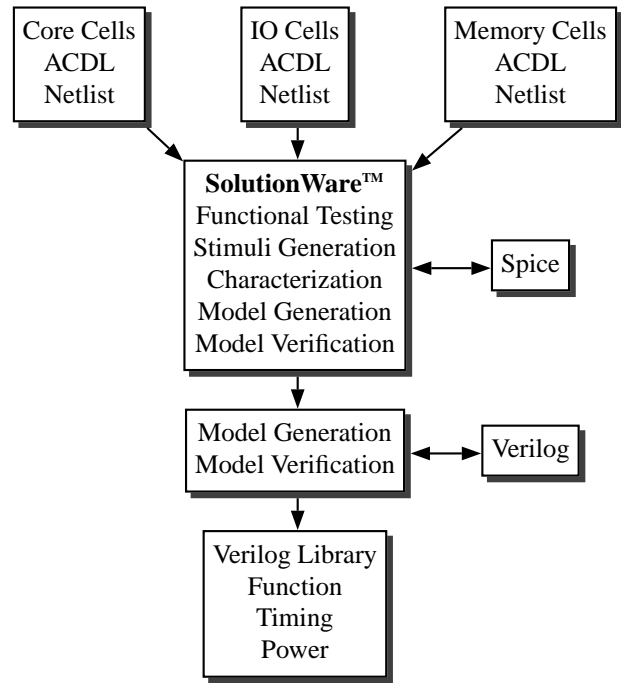 Core Cells
ACDL
Netlist
IO Cells
ACDL
Netlist
Memory Cells
ACDL
Netlist
SolutionWare™
Functional Testing
Stimuli Generation
Characterization
Model Generation
Model Verification
Spice
Model Generation
Model Verification
Verilog
Verilog Library
Function
Timing
Power